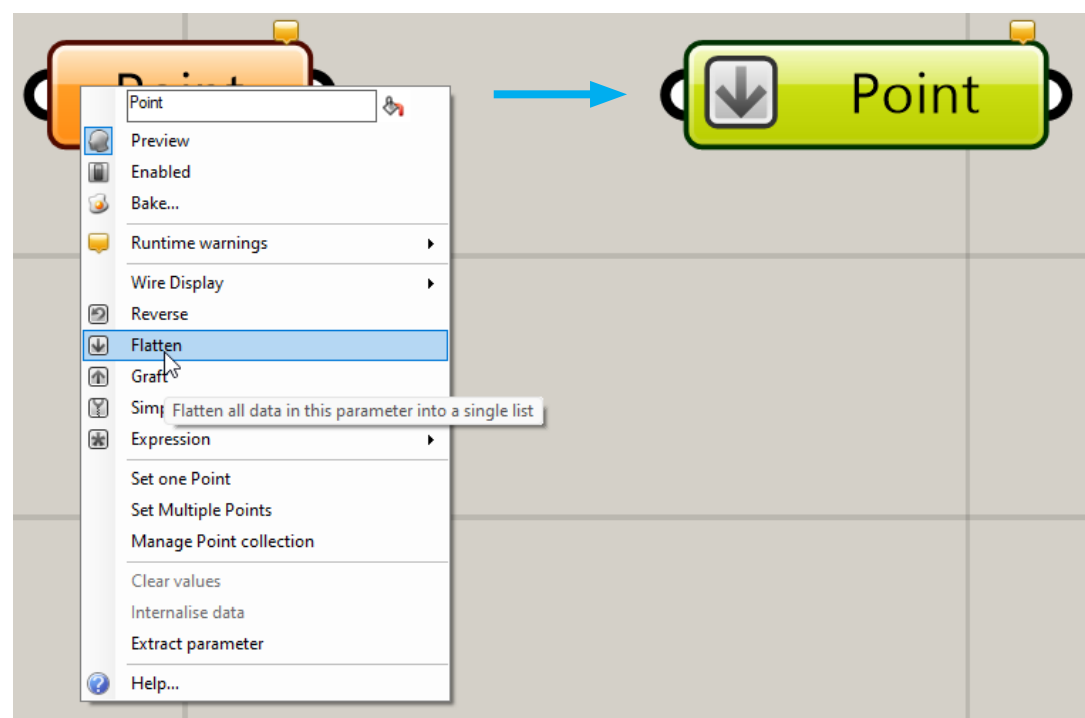 Point
Point
Point
Preview
Enabled
Bake...
Runtime warnings
Wire Display
Reverse
Flatten
Graft
Simp
Flatten all data in this parameter into a single list
Expression
Set one Point
Set Multiple Points
Manage Point collection
Clear values
Internalise data
Extract parameter
Help...